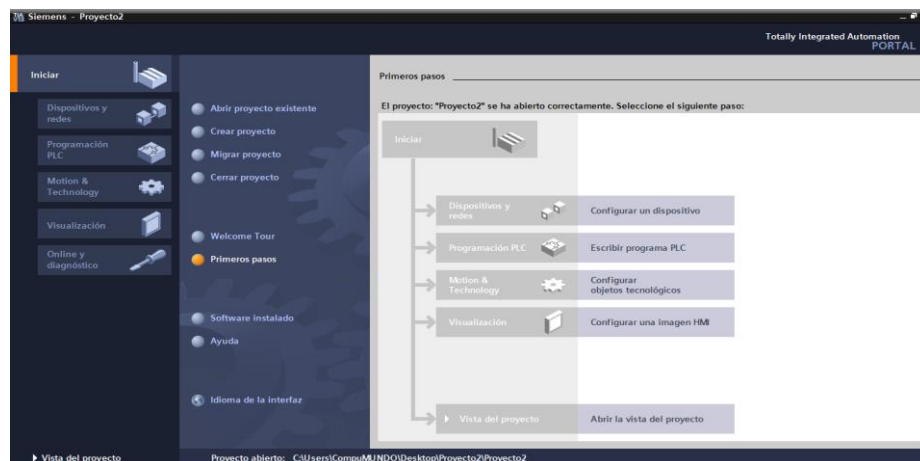 Siemens - Proyecto2
Totally Integrated Automation
PORTAL
Iniciar
Dispositivos y
redes
Programación
PLC
Motion &
Technology
Visualización
Online y
diagnóstico
Abrir proyecto existente
Crear proyecto
Migrar proyecto
Cerrar proyecto
Welcome Tour
Primeros pasos
Software instalado
Ayuda
Idioma de la interfaz
Primeros pasos
El proyecto: "Proyecto2" se ha abierto correctamente. Seleccione el siguiente paso:
Iniciar
Dispositivos y
redes
Configurar un dispositivo
Programación PLC
Escribir programa PLC
Motion &
Technology
Configurar
objetos tecnológicos
Visualización
Configurar una imagen HMI
Vista del proyecto
Abrir la vista del proyecto
Vista del proyecto
Proyecto abierto: C:\Users\CompuMUNDO\Desktop\Proyecto2\Proyecto2